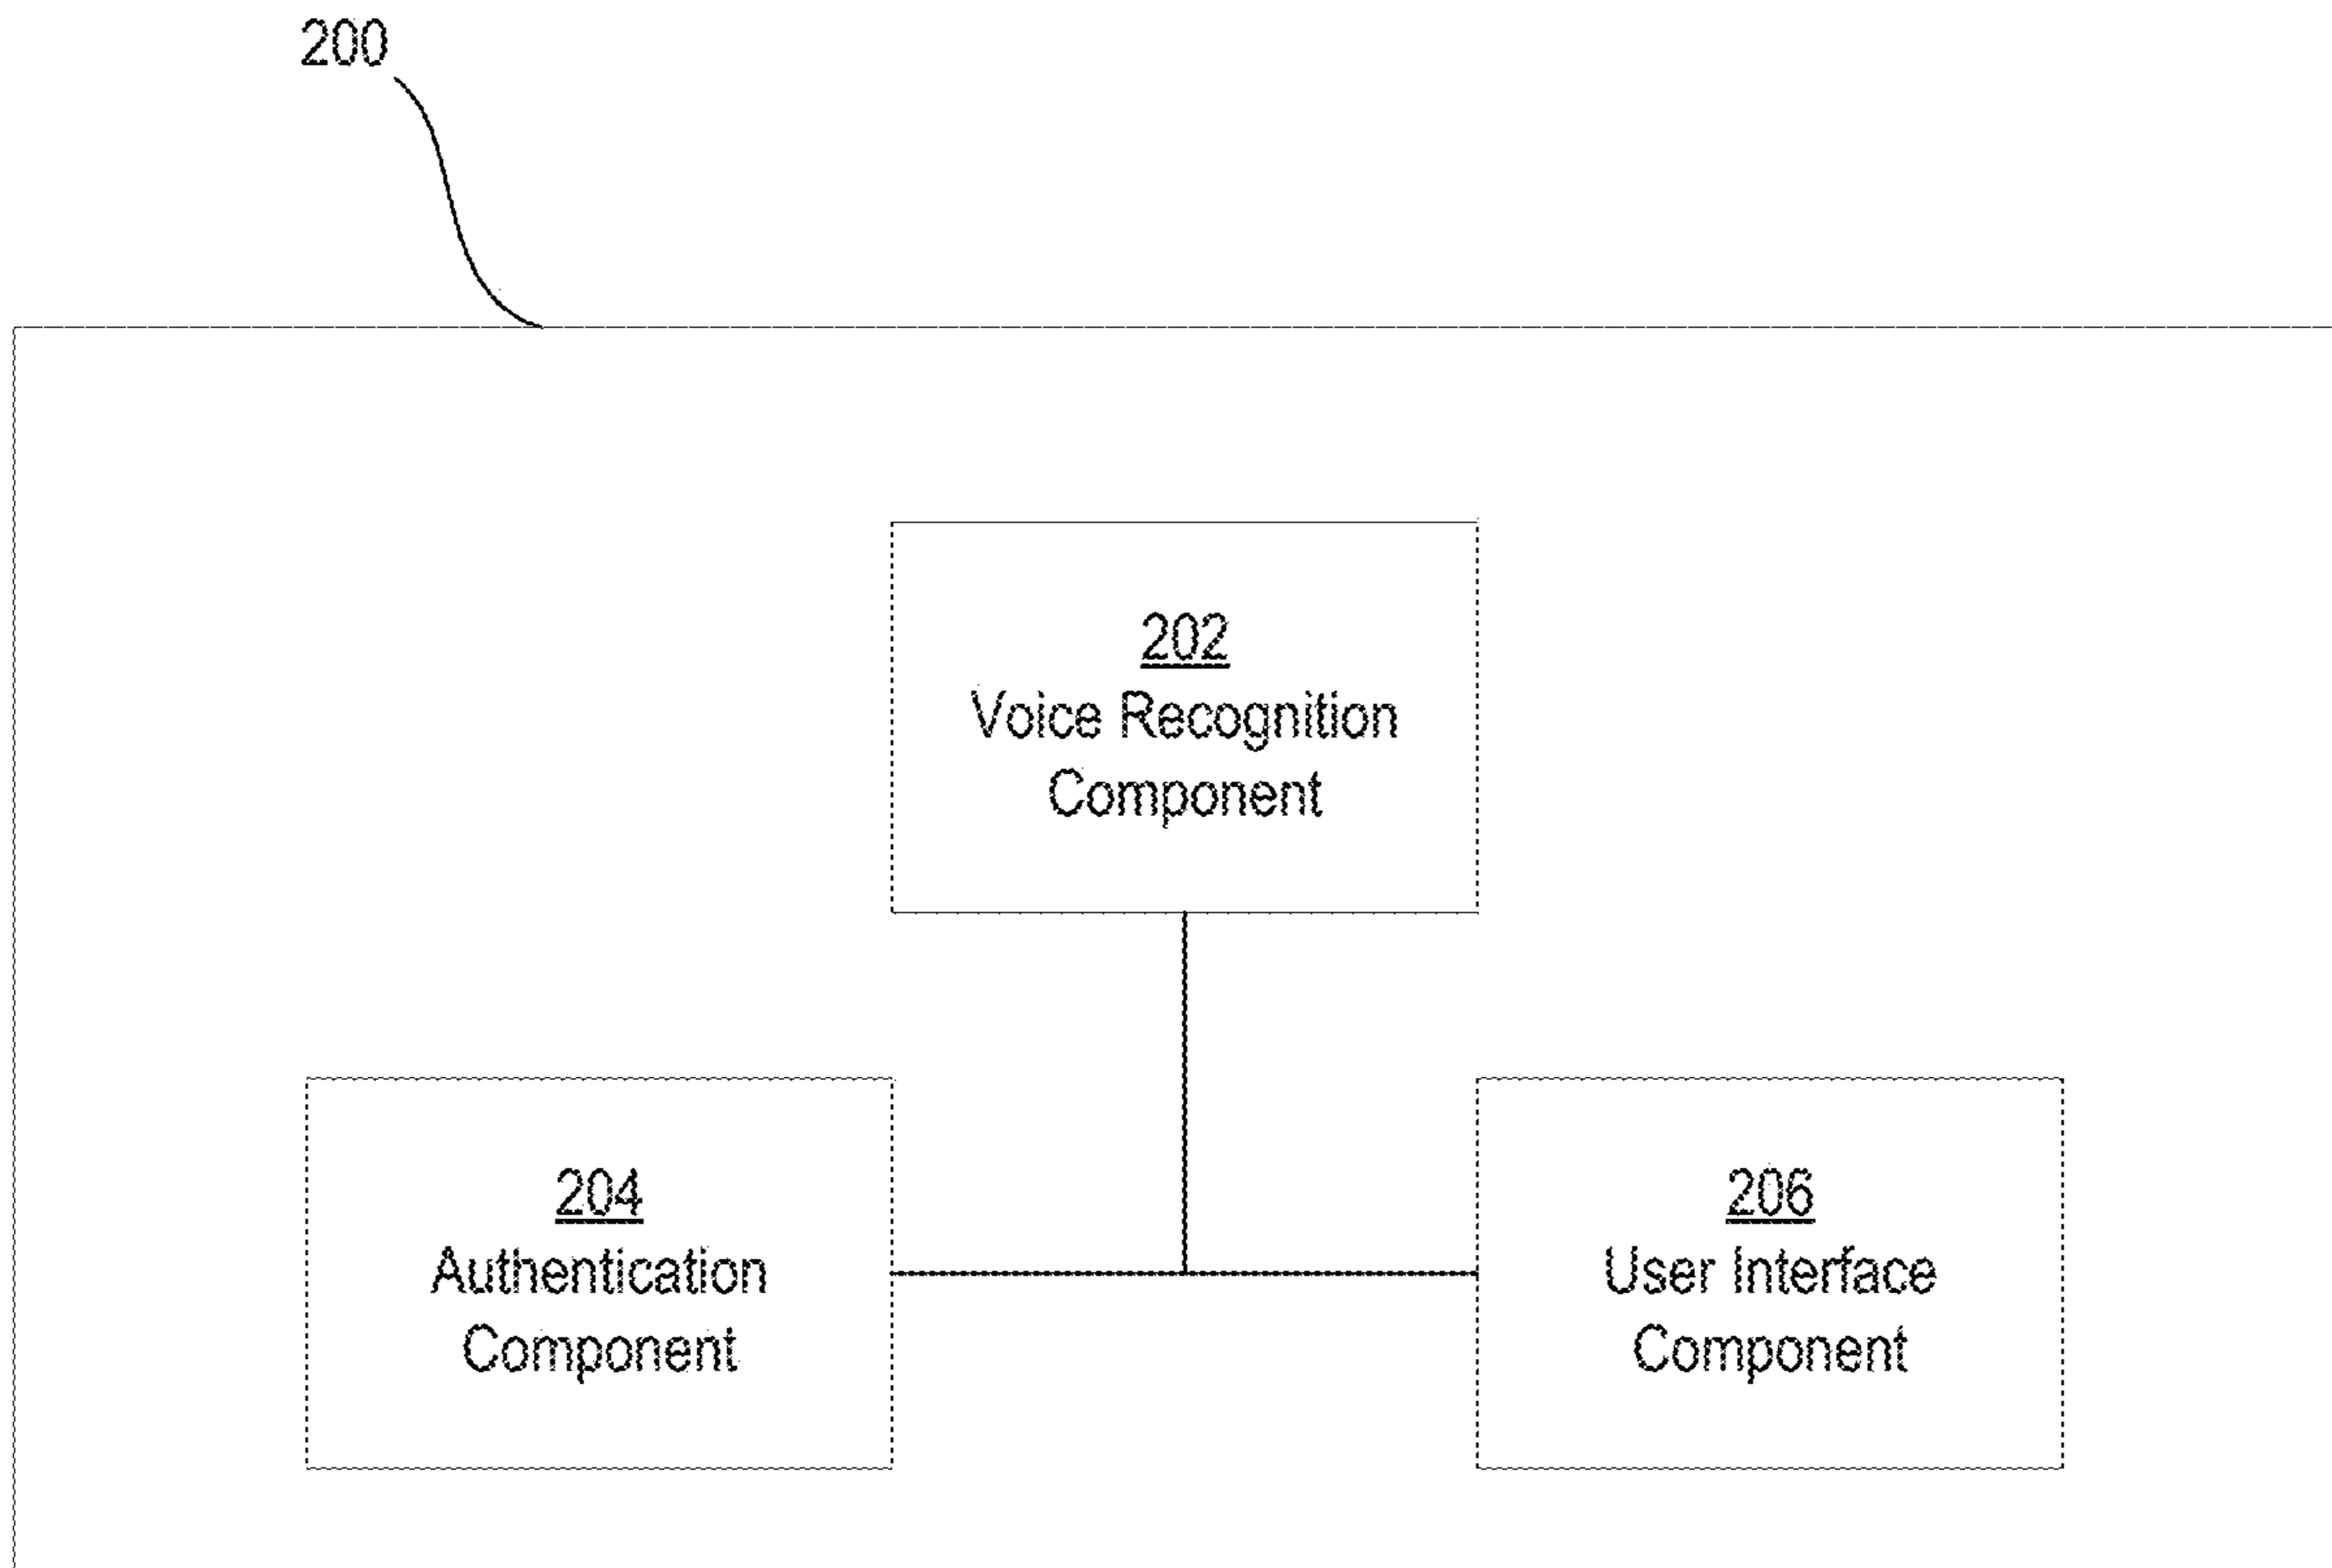 200
202
Voice Recognition
Component
204
Authentication
Component
206
User Interface
Component